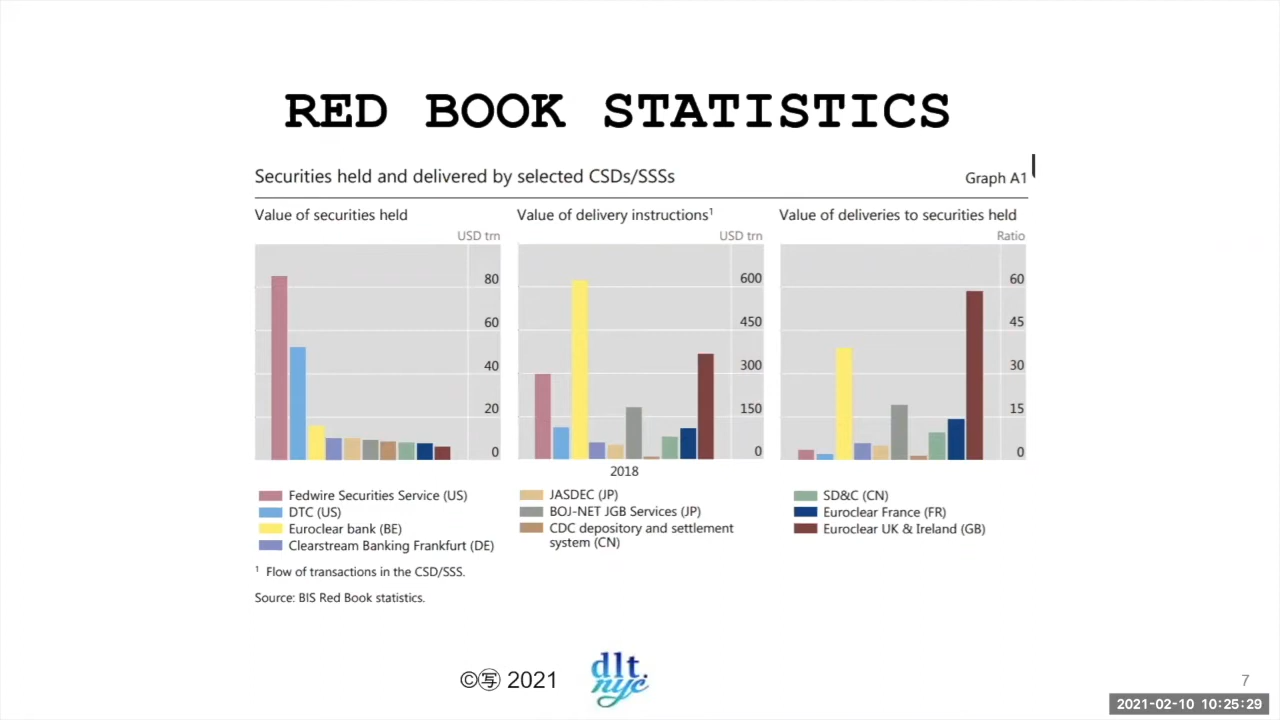 RED BOOK STATISTICS
Securities held and delivered by selected CSDs/SSSs
Graph A1
Value of securities held
Value of delivery instructions¹
Value of deliveries to securities held
USD trn
USD trn
Ratio
80
60
40
20
0
600
450
300
150
0
60
45
30
15
0
2018
Fedwire Securities Service (US)
DTC (US)
Euroclear bank (BE)
Clearstream Banking Frankfurt (DE)
JASDEC (JP)
BOJ-NET JGB Services (JP)
CDC depository and settlement
system (CN)
SD&C (CN)
Euroclear France (FR)
Euroclear UK & Ireland (GB)
¹ Flow of transactions in the CSD/SSS.
Source: BIS Red Book statistics.
©㊢ 2021
dlt.
nyc
7
2021-02-10 10:25:29